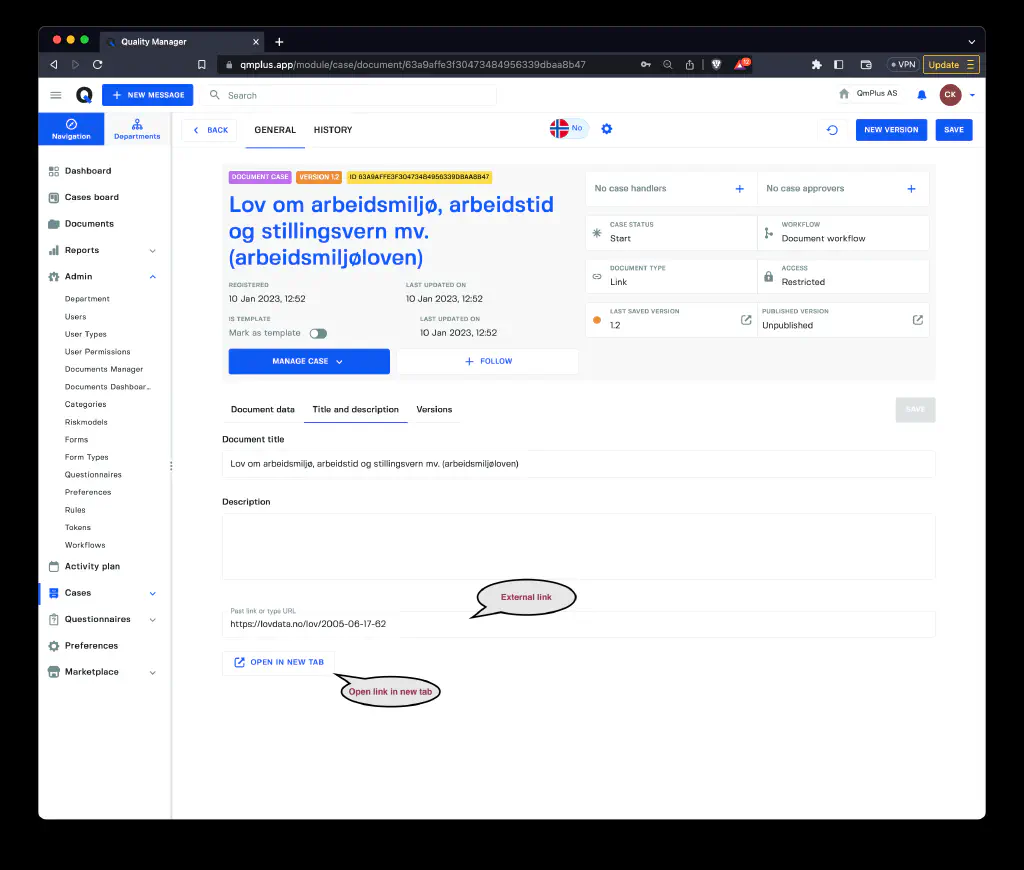 Quality Manager
qmplus.app/module/case/document/63a9affe3f30473484956339dbaa8b47
12
VPN
Update
NEW MESSAGE
Search
QmPlus AS
CK
Navigation
Departments
BACK
GENERAL
HISTORY
No
NEW VERSION
SAVE
Dashboard
Cases board
Documents
Reports
Admin
Department
Users
User Types
User Permissions
Documents Manager
Documents Dashboar...
Categories
Riskmodels
Forms
Form Types
Questionnaires
Preferences
Rules
Tokens
Workflows
Activity plan
Cases
Questionnaires
Preferences
Marketplace
DOCUMENT CASE VERSION 1.2 ID 63A9AFFE3F30473484956339DBAA8B47
Lov om arbeidsmiljø, arbeidstid
og stillingsvern mv.
(arbeidsmiljøloven)
REGISTERED
10 Jan 2023, 12:52
LAST UPDATED ON
10 Jan 2023, 12:52
IS TEMPLATE
Mark as template
LAST UPDATED ON
10 Jan 2023, 12:52
MANAGE CASE
FOLLOW
No case handlers
No case approvers
CASE STATUS
Start
WORKFLOW
Document workflow
DOCUMENT TYPE
Link
ACCESS
Restricted
LAST SAVED VERSION
1.2
PUBLISHED VERSION
Unpublished
Document data
Title and description
Versions
SAVE
Document title
Lov om arbeidsmiljø, arbeidstid og stillingsvern mv. (arbeidsmiljøloven)
Description
External link
Past link or type URL
https://lovdata.no/lov/2005-06-17-62
OPEN IN NEW TAB
Open link in new tab